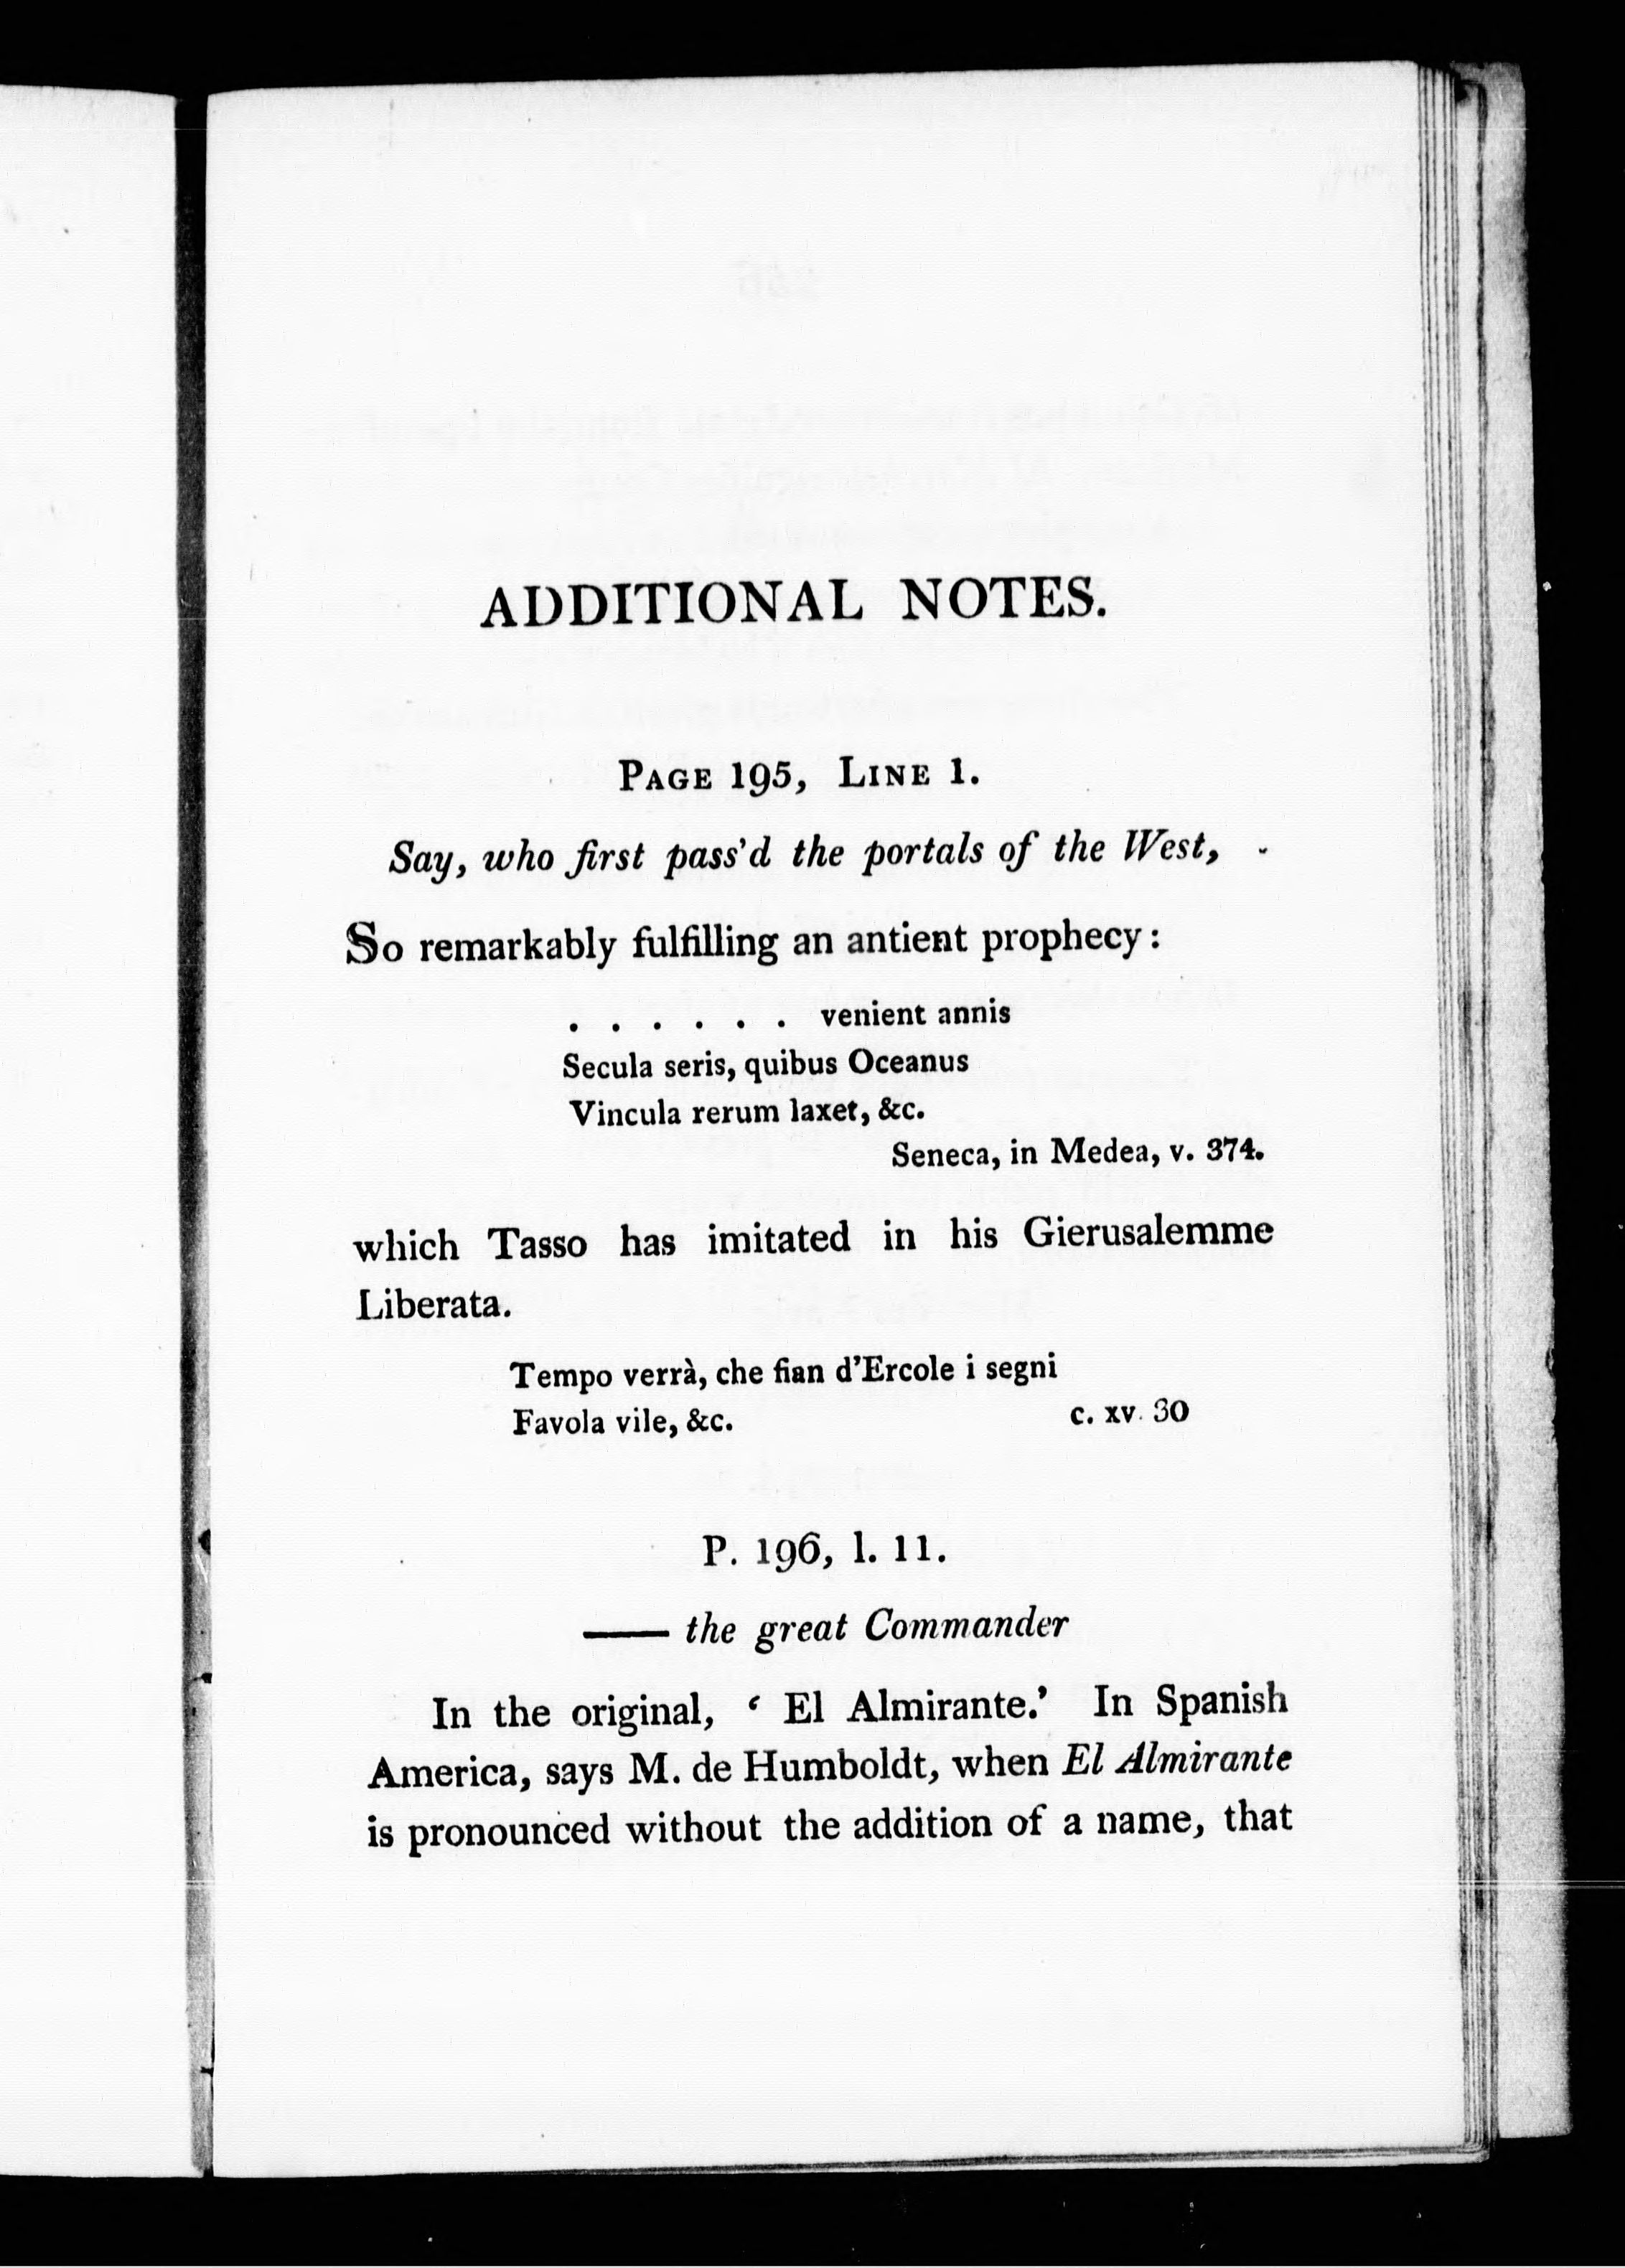 ADDITIONAL NOTES.
PAGE 195, LINE 1.
Say, who first pass'd the portals of the West,
So remarkably fulfilling an antient prophecy:
. . . . . . venient annis
Secula seris, quibus Oceanus
Vincula rerum laxet, &c.
Seneca, in Medea, v. 374.
which Tasso has imitated in his Gierusalemme
Liberata.
Tempo verrà, che fian d'Ercole i segni
Favola vile, &c. c. xv. 30
P. 196, l. 11.
—— the great Commander
In the original, ‘ El Almirante.’ In Spanish
America, says M. de Humboldt, when El Almirante
is pronounced without the addition of a name, that